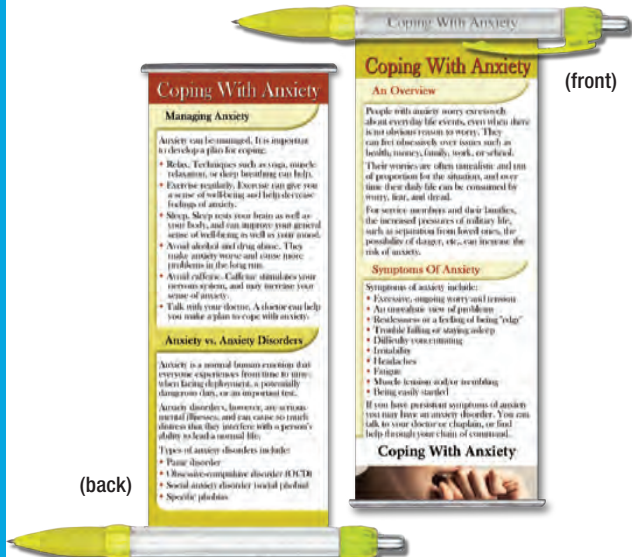 Coping With Anxiety
(front)
Coping With Anxiety
An Overview
People with anxiety worry excessively
about everyday life events, even when there
is no obvious reason to worry. They
can fret obsessively over issues such as
health, money, family, work, or school.
Their worries are often unrealistic and out
of proportion for the situation, and over
time their daily life can be consumed by
worry, fear, and dread.
For service members and their families,
the increased pressures of military life,
such as separation from loved ones, the
possibility of danger, etc., can increase the
risk of anxiety.
Symptoms Of Anxiety
Symptoms of anxiety include:
• Excessive, ongoing worry and tension
• An unrealistic view of problems
• Restlessness or a feeling of being "edgy"
• Trouble falling or staying asleep
• Difficulty concentrating
• Irritability
• Headaches
• Fatigue
• Muscle tension and/or trembling
• Being easily startled
If you have persistent symptoms of anxiety
you may have an anxiety disorder. You can
talk to your doctor or chaplain, or find
help through your chain of command.
Coping With Anxiety
Coping With Anxiety
Managing Anxiety
Anxiety can be managed. It is important
to develop a plan for coping:
• Relax. Techniques such as yoga, muscle
relaxation, or deep breathing can help.
• Exercise regularly. Exercise can give you
a sense of well-being and help decrease
feelings of anxiety.
• Sleep. Sleep rests your brain as well as
your body, and can improve your general
sense of well-being as well as your mood.
• Avoid alcohol and drug abuse. They
make anxiety worse and cause more
problems in the long run.
• Avoid caffeine. Caffeine stimulates your
nervous system, and may increase your
sense of anxiety.
• Talk with your doctor. A doctor can help
you make a plan to cope with anxiety.
Anxiety vs. Anxiety Disorders
Anxiety is a normal human emotion that
everyone experiences from time to time
when facing deployment, a potentially
dangerous duty, or an important test.
Anxiety disorders, however, are serious
mental illnesses, and can cause so much
distress that they interfere with a person's
ability to lead a normal life.
Types of anxiety disorders include:
• Panic disorder
• Obsessive-compulsive disorder (OCD)
• Social anxiety disorder (social phobia)
• Specific phobias
(back)